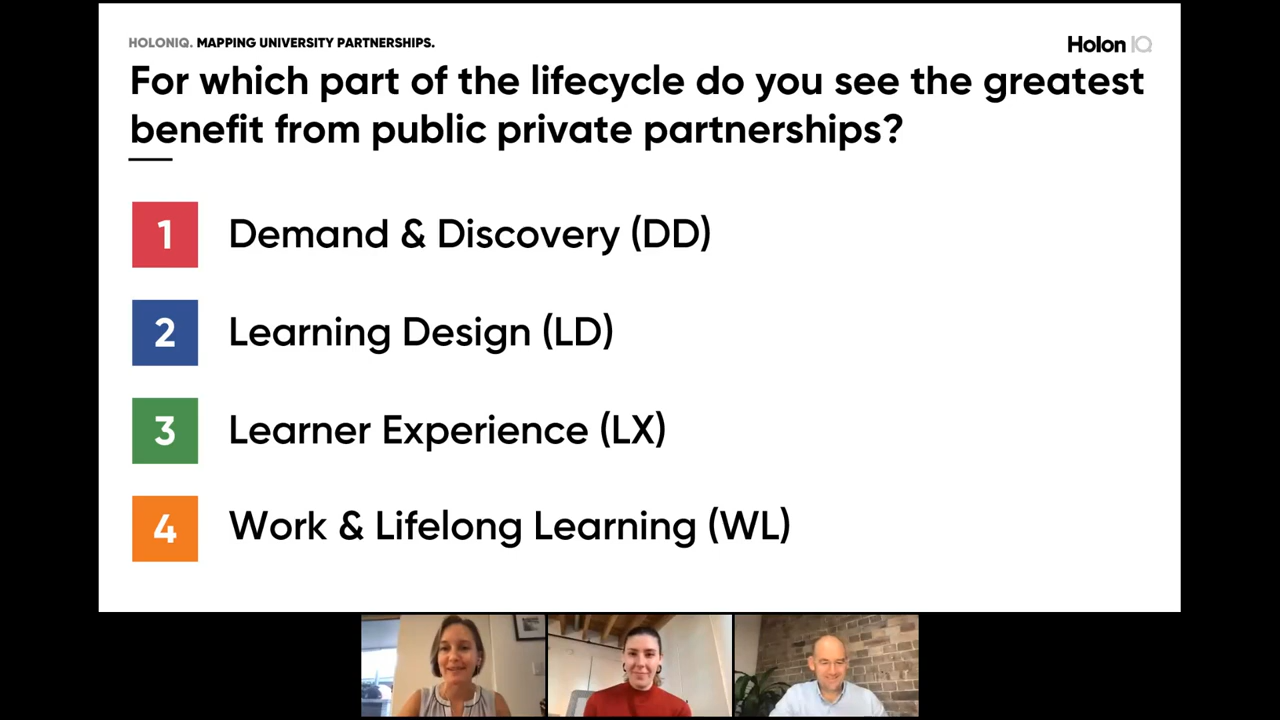 HOLONIQ. MAPPING UNIVERSITY PARTNERSHIPS.
Holon IQ
For which part of the lifecycle do you see the greatest
benefit from public private partnerships?
1 Demand & Discovery (DD)
2 Learning Design (LD)
3 Learner Experience (LX)
4 Work & Lifelong Learning (WL)